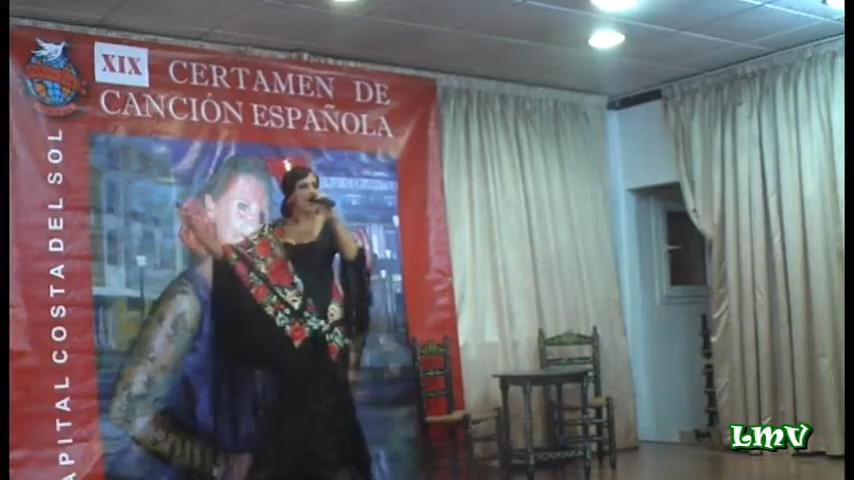 XIX
CERTAMEN DE
CANCIÓN ESPAÑOLA
CAPITAL COSTA DEL SOL
LMV